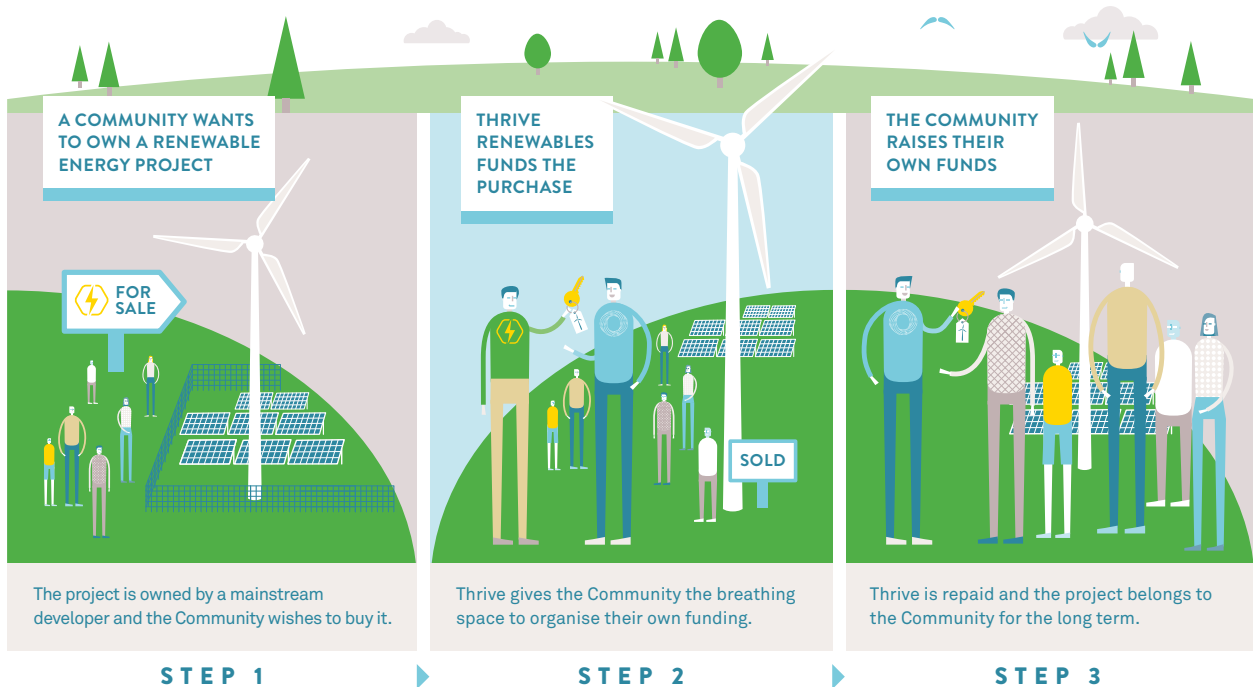 A COMMUNITY WANTS
TO OWN A RENEWABLE
ENERGY PROJECT
FOR
SALE
The project is owned by a mainstream
developer and the Community wishes to buy it.
STEP 1
THRIVE
RENEWABLES
FUNDS THE
PURCHASE
SOLD
Thrive gives the Community the breathing
space to organise their own funding.
STEP 2
THE COMMUNITY
RAISES THEIR
OWN FUNDS
Thrive is repaid and the project belongs to
the Community for the long term.
STEP 3